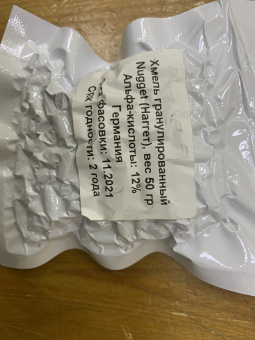 Хмель гранулированный
Nugget (Наггет), вес 50 гр
Альфа-кислоты: 12%
Германия
фасовки: 11.2021
Срок годности: 2 года